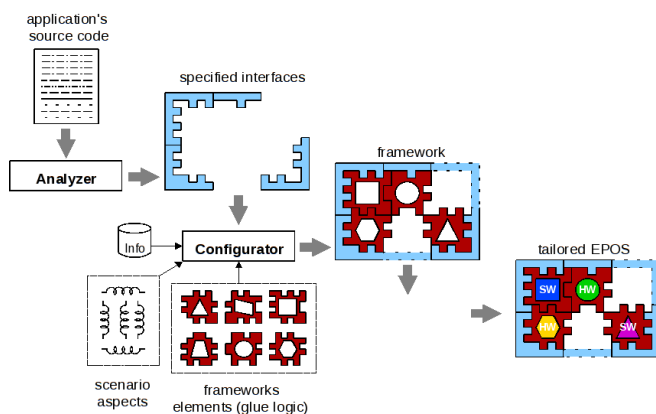 application's
source code
specified interfaces
Analyzer
framework
Info
Configurator
tailored EPOS
SW
HW
HW
SW
scenario
aspects
frameworks
elements (glue logic)